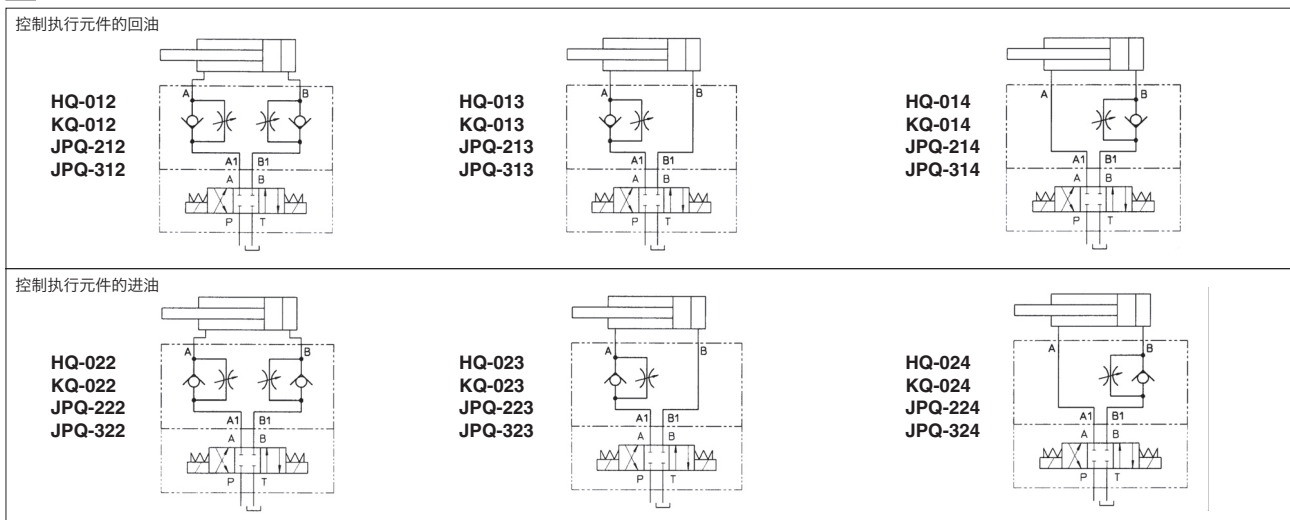 控制执行元件的回油
HQ-012
KQ-012
JPQ-212
JPQ-312
A
B
A1
B1
A
B
P
T
HQ-013
KQ-013
JPQ-213
JPQ-313
A
B
A1
B1
A
B
P
T
HQ-014
KQ-014
JPQ-214
JPQ-314
A
B
A1
B1
A
B
P
T
控制执行元件的进油
HQ-022
KQ-022
JPQ-222
JPQ-322
A
B
A1
B1
A
B
P
T
HQ-023
KQ-023
JPQ-223
JPQ-323
A
B
A1
B1
A
B
P
T
HQ-024
KQ-024
JPQ-224
JPQ-324
A
B
A1
B1
A
B
P
T